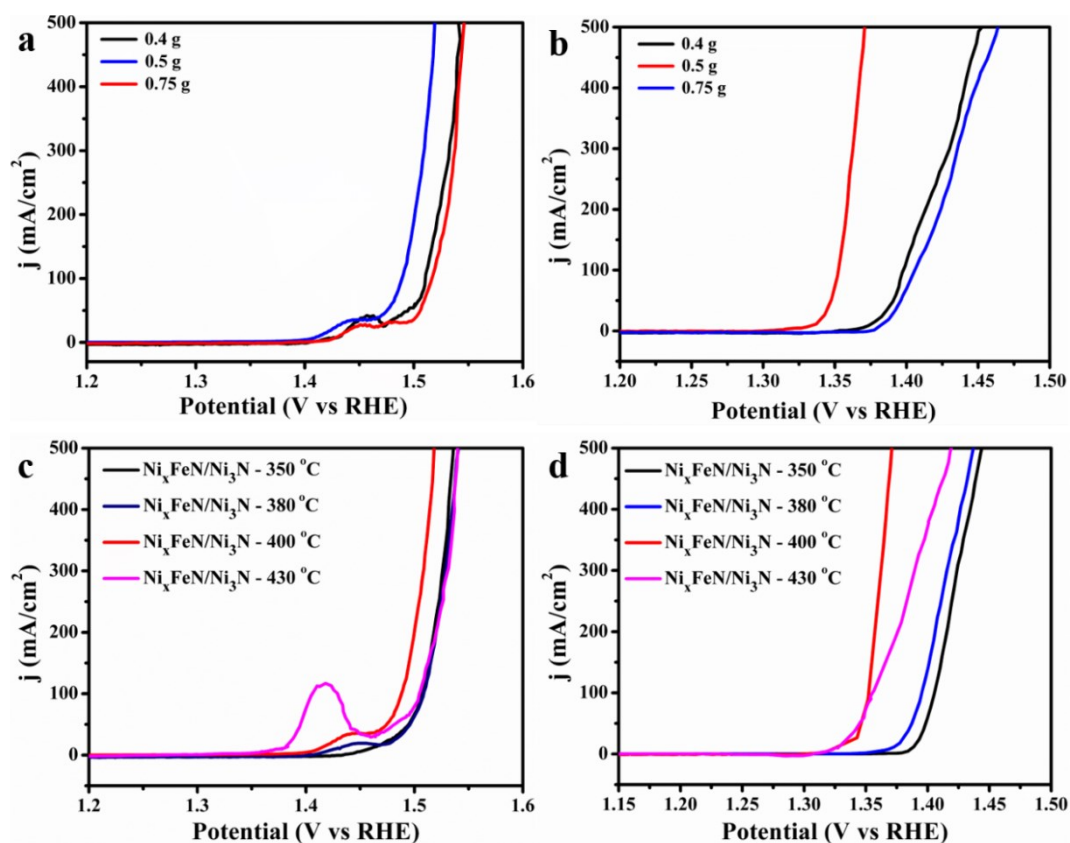 a
500
400
300
200
100
0
j (mA/cm²)
0.4 g
0.5 g
0.75 g
1.2 1.3 1.4 1.5 1.6
Potential (V vs RHE)
b
500
400
300
200
100
0
j (mA/cm²)
0.4 g
0.5 g
0.75 g
1.20 1.25 1.30 1.35 1.40 1.45 1.50
Potential (V vs RHE)
c
500
400
300
200
100
0
j (mA/cm²)
NiₓFeN/Ni₃N - 350 °C
NiₓFeN/Ni₃N - 380 °C
NiₓFeN/Ni₃N - 400 °C
NiₓFeN/Ni₃N - 430 °C
1.2 1.3 1.4 1.5 1.6
Potential (V vs RHE)
d
500
400
300
200
100
0
j (mA/cm²)
NiₓFeN/Ni₃N - 350 °C
NiₓFeN/Ni₃N - 380 °C
NiₓFeN/Ni₃N - 400 °C
NiₓFeN/Ni₃N - 430 °C
1.15 1.20 1.25 1.30 1.35 1.40 1.45 1.50
Potential (V vs RHE)